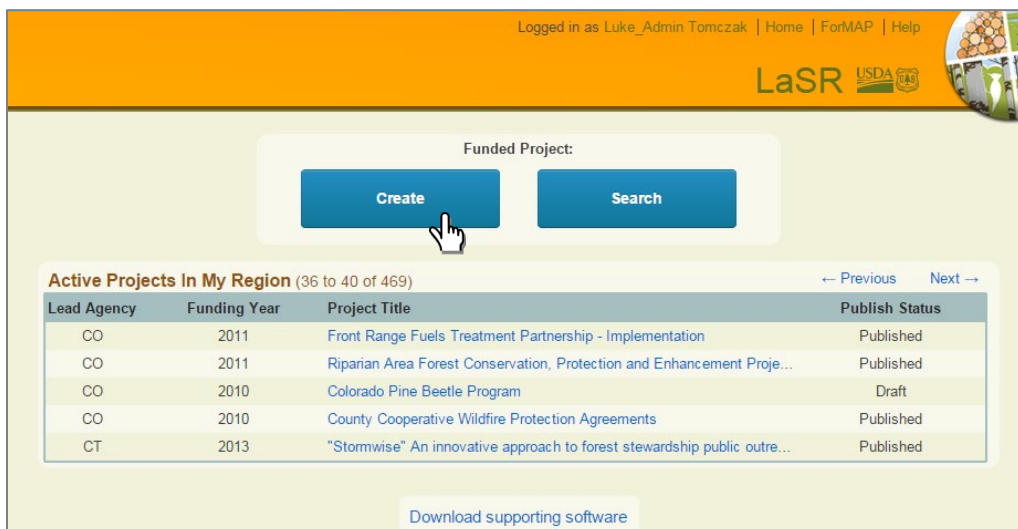 Logged in as Luke_Admin Tomczak | Home | ForMAP | Help
LaSR USDA UAS
Funded Project:
Create Search
Active Projects In My Region (36 to 40 of 469) ← Previous Next →
Lead Agency Funding Year Project Title Publish Status
CO 2011 Front Range Fuels Treatment Partnership - Implementation Published
CO 2011 Riparian Area Forest Conservation, Protection and Enhancement Proje... Published
CO 2010 Colorado Pine Beetle Program Draft
CO 2010 County Cooperative Wildfire Protection Agreements Published
CT 2013 "Stormwise" An innovative approach to forest stewardship public outre... Published
Download supporting software